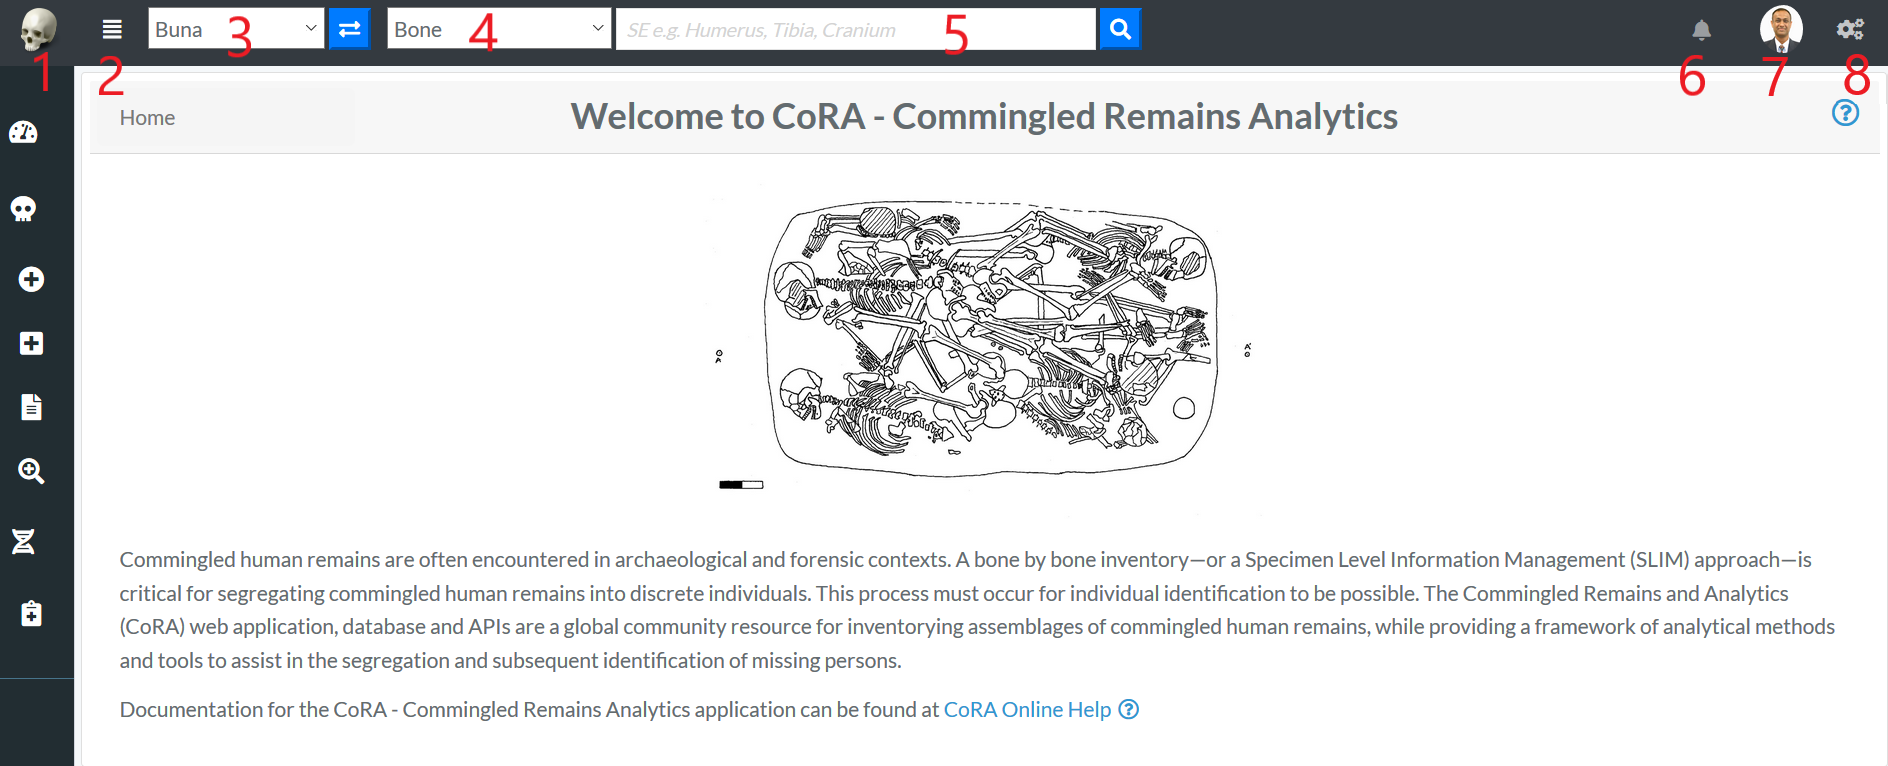 Buna
Bone
SE e.g. Humerus, Tibia, Cranium
1
2
3
4
5
6
7
8
Home
Welcome to CoRA - Commingled Remains Analytics
A
A'
Commingled human remains are often encountered in archaeological and forensic contexts. A bone by bone inventory—or a Specimen Level Information Management (SLIM) approach—is
critical for segregating commingled human remains into discrete individuals. This process must occur for individual identification to be possible. The Commingled Remains and Analytics
(CoRA) web application, database and APIs are a global community resource for inventorying assemblages of commingled human remains, while providing a framework of analytical methods
and tools to assist in the segregation and subsequent identification of missing persons.
Documentation for the CoRA - Commingled Remains Analytics application can be found at CoRA Online Help